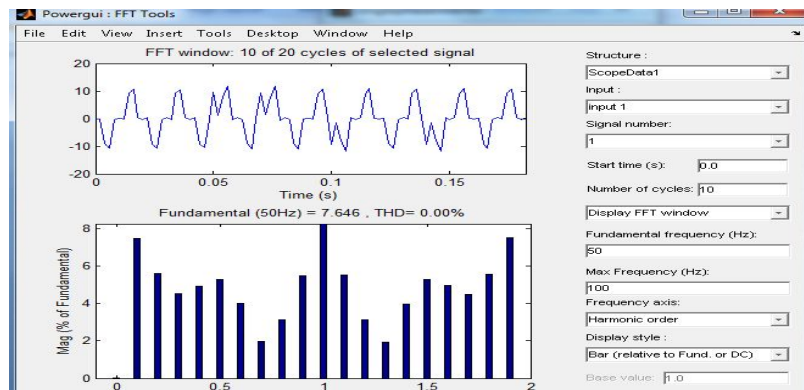 Powergui : FFT Tools
File Edit View Insert Tools Desktop Window Help
FFT window: 10 of 20 cycles of selected signal
20
10
0
-10
-20
0 0.05 0.1 0.15
Time (s)
Fundamental (50Hz) = 7.646 , THD= 0.00%
Mag (% of Fundamental)
8
6
4
2
0
0 0.5 1 1.5 2
Structure :
ScopeData1
Input :
input 1
Signal number:
1
Start time (s): 0.0
Number of cycles: 10
Display FFT window
Fundamental frequency (Hz):
50
Max Frequency (Hz):
100
Frequency axis:
Harmonic order
Display style :
Bar (relative to Fund. or DC)
Base value: 1.0